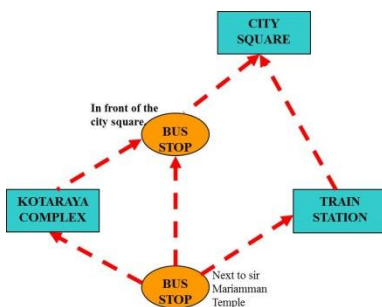 CITY
SQUARE
In front of the
city square.
BUS
STOP
KOTARAYA
COMPLEX
TRAIN
STATION
BUS
STOP
Next to sir
Mariamman
Temple